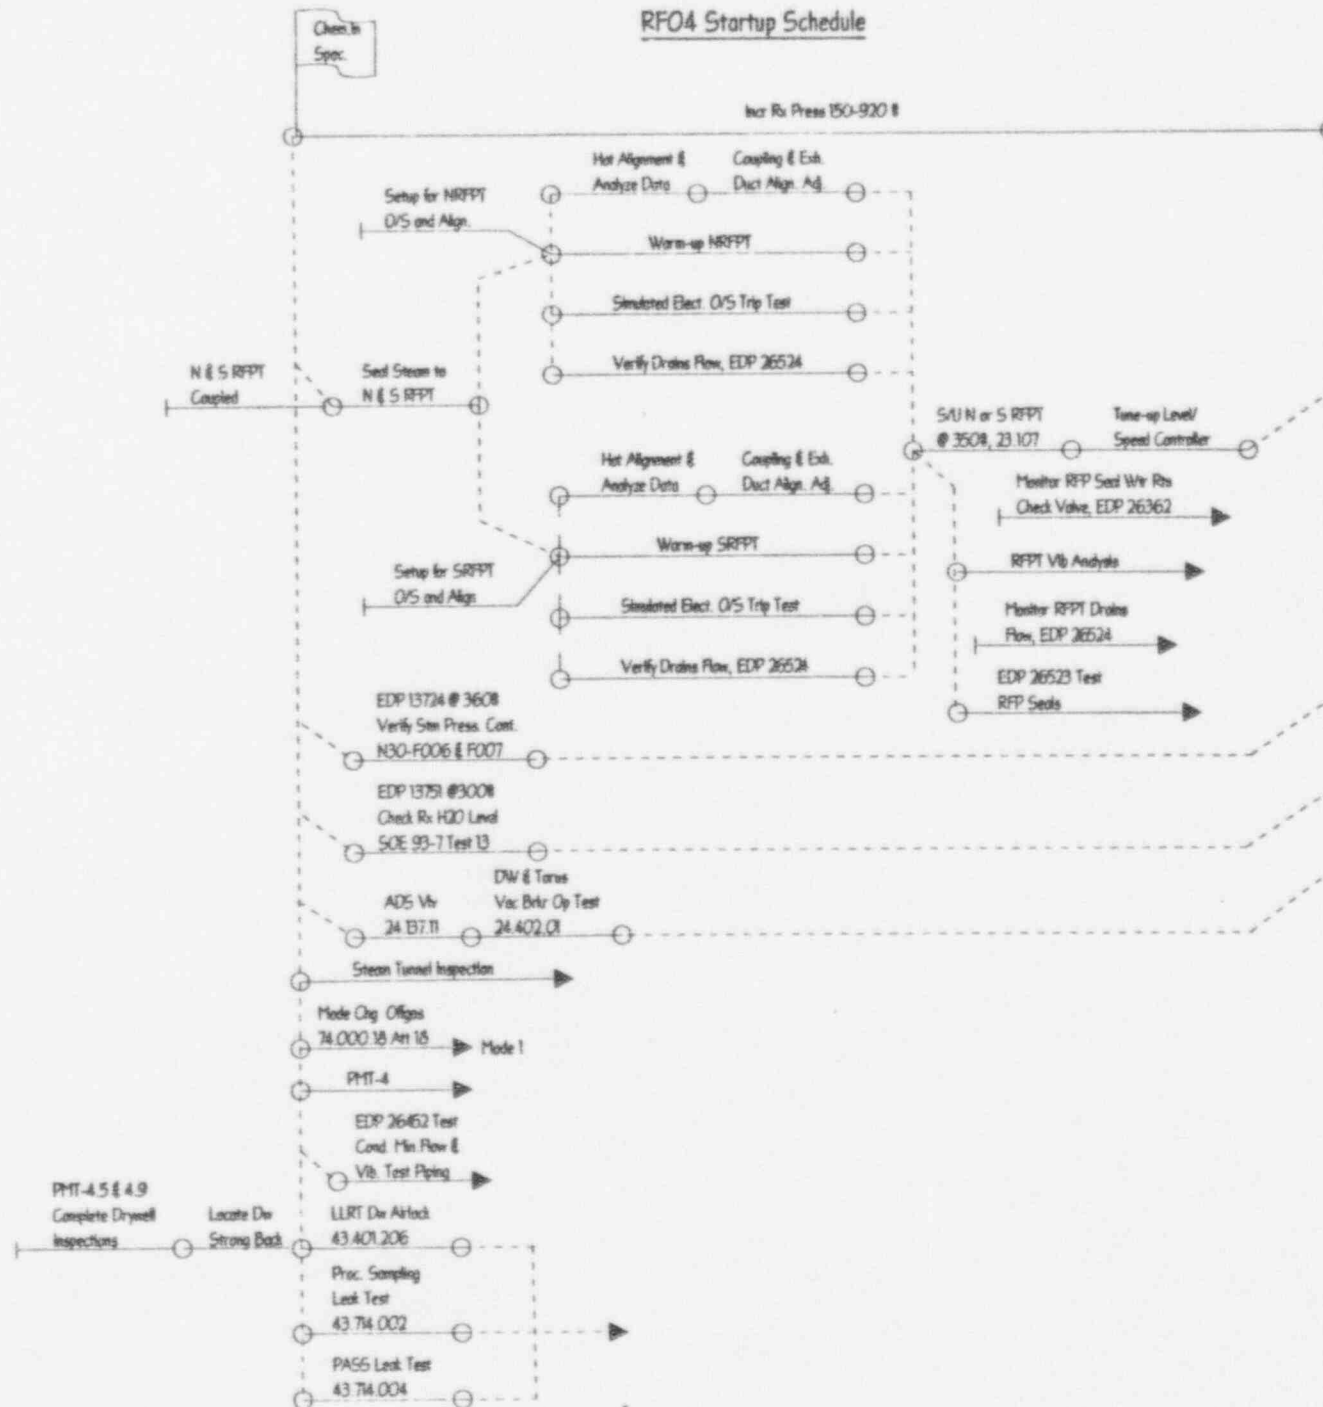 RFO4 Startup Schedule
Chem. In
Spec.
Incr Rx Press 150-920 #
Hot Alignment &
Analyze Data
Coupling & Exh.
Duct Align. Adj.
Setup for NRFPT
O/S and Align.
Warm-up NRFPT
Simulated Elect. O/S Trip Test
Verify Drains Flow, EDP 26524
N & S RFPT
Coupled
Seal Steam to
N & S RFPT
S/U N or S RFPT
@ 350#, 23.107
Tune-up Level/
Speed Controller
Hot Alignment &
Analyze Data
Coupling & Exh.
Duct Align. Adj.
Monitor RFP Seal Wtr Rtn
Check Valve, EDP 26362
Warm-up SRFPT
RFPT Vib Analysis
Setup for SRFPT
O/S and Align
Simulated Elect. O/S Trip Test
Monitor RFPT Drains
Flow, EDP 26524
Verify Drains Flow, EDP 26524
EDP 26523 Test
RFP Seals
EDP 13724 @ 360#
Verify Stm Press. Cont.
N30-F006 & F007
EDP 13751 @300#
Check Rx H2O Level
SOE 93-7 Test 13
ADS Vlv
24.137.11
DW & Torus
Vac Brkr Op Test
24.402.01
Steam Tunnel Inspection
Mode Chg Offgas
74.000.18 Att 18
Mode 1
PMT-4
EDP 26452 Test
Cond. Min.Flow &
Vib. Test Piping
PMT-4.5 & 4.9
Complete Drywell
Inspections
Locate Dw
Strong Back
LLRT Dw Airlock
43.401.206
Proc. Sampling
Leak Test
43.714.002
PASS Leak Test
43.714.004